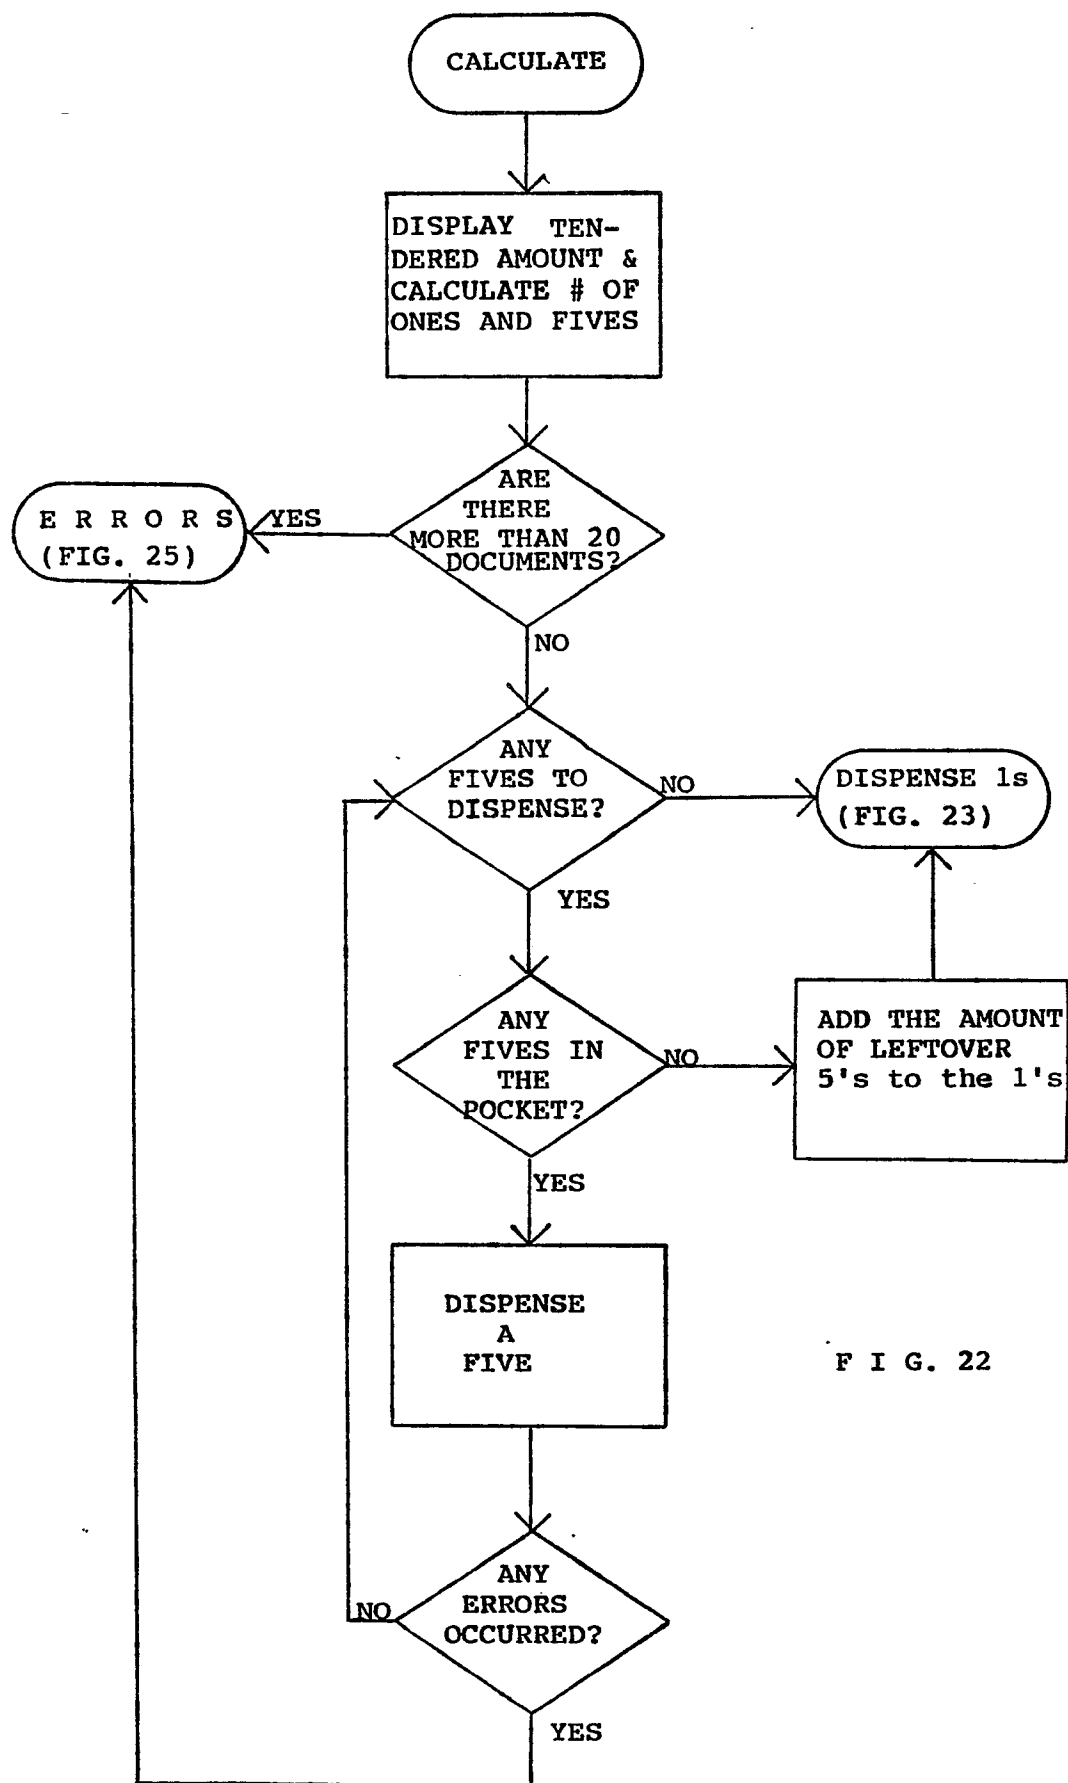 CALCULATE
DISPLAY TEN-
DERED AMOUNT &
CALCULATE # OF
ONES AND FIVES
ARE
THERE
MORE THAN 20
DOCUMENTS?
YES
E R R O R S
(FIG. 25)
NO
ANY
FIVES TO
DISPENSE?
NO
DISPENSE 1s
(FIG. 23)
YES
ANY
FIVES IN
THE
POCKET?
NO
ADD THE AMOUNT
OF LEFTOVER
5's to the 1's
YES
DISPENSE
A
FIVE
F I G. 22
ANY
ERRORS
OCCURRED?
NO
YES